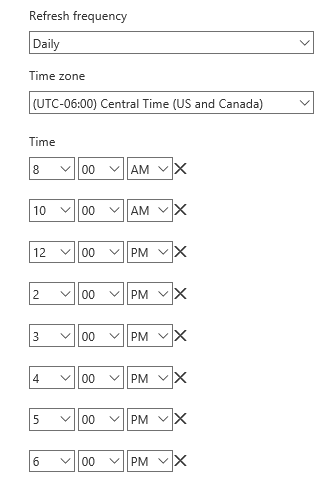 Refresh frequency
Daily
Time zone
(UTC-06:00) Central Time (US and Canada)
Time
8 00 AM
10 00 AM
12 00 PM
2 00 PM
3 00 PM
4 00 PM
5 00 PM
6 00 PM